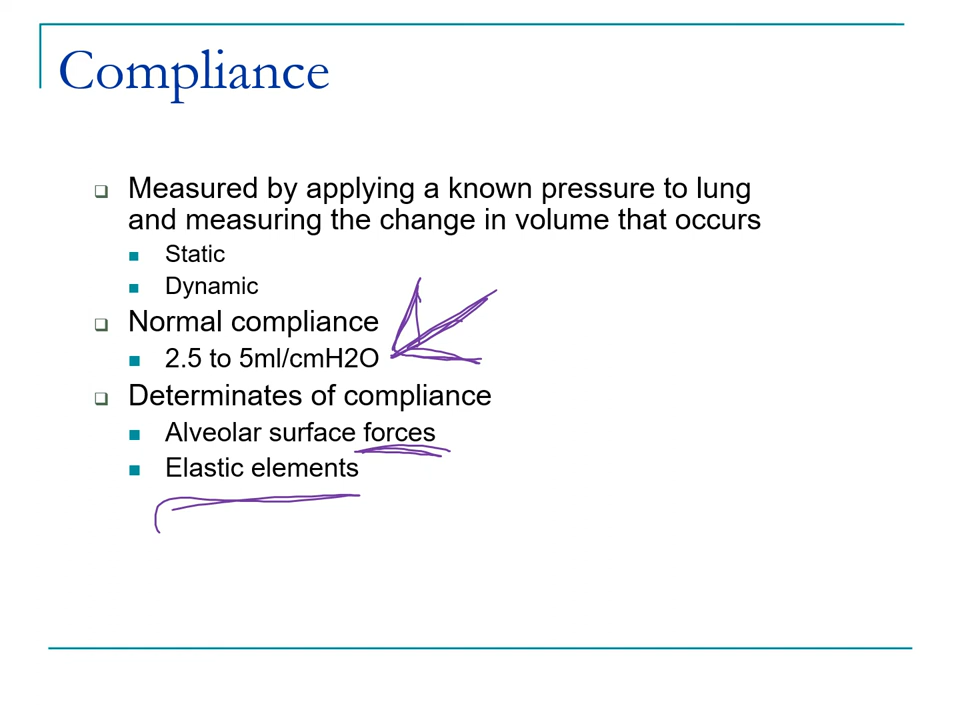 Compliance
Measured by applying a known pressure to lung
and measuring the change in volume that occurs
Static
Dynamic
Normal compliance
2.5 to 5ml/cmH2O
Determinates of compliance
Alveolar surface forces
Elastic elements